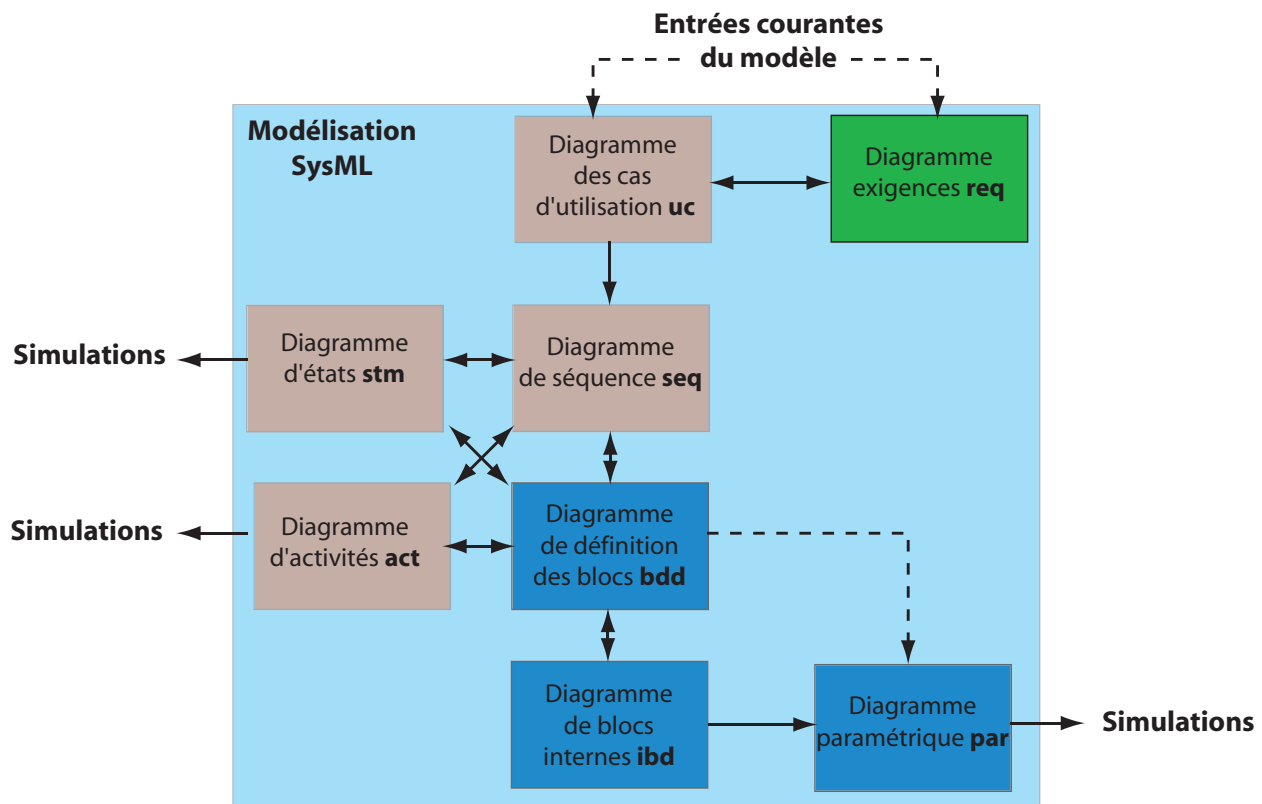 Entrées courantes
du modèle
Modélisation
SysML
Diagramme
des cas
d'utilisation uc
Diagramme
exigences req
Simulations
Diagramme
d'états stm
Diagramme
de séquence seq
Simulations
Diagramme
d'activités act
Diagramme
de définition
des blocs bdd
Diagramme
de blocs
internes ibd
Diagramme
paramétrique par
Simulations